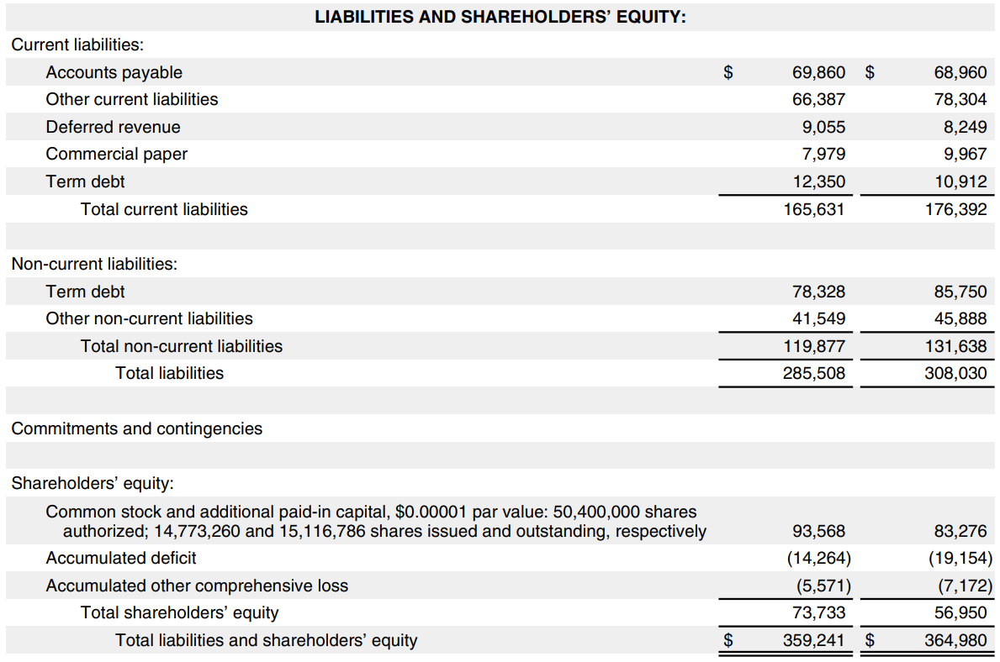 LIABILITIES AND SHAREHOLDERS’ EQUITY:
Current liabilities:
Accounts payable $ 69,860 $ 68,960
Other current liabilities 66,387 78,304
Deferred revenue 9,055 8,249
Commercial paper 7,979 9,967
Term debt 12,350 10,912
Total current liabilities 165,631 176,392
Non-current liabilities:
Term debt 78,328 85,750
Other non-current liabilities 41,549 45,888
Total non-current liabilities 119,877 131,638
Total liabilities 285,508 308,030
Commitments and contingencies
Shareholders’ equity:
Common stock and additional paid-in capital, $0.00001 par value: 50,400,000 shares
authorized; 14,773,260 and 15,116,786 shares issued and outstanding, respectively 93,568 83,276
Accumulated deficit (14,264) (19,154)
Accumulated other comprehensive loss (5,571) (7,172)
Total shareholders’ equity 73,733 56,950
Total liabilities and shareholders’ equity $ 359,241 $ 364,980